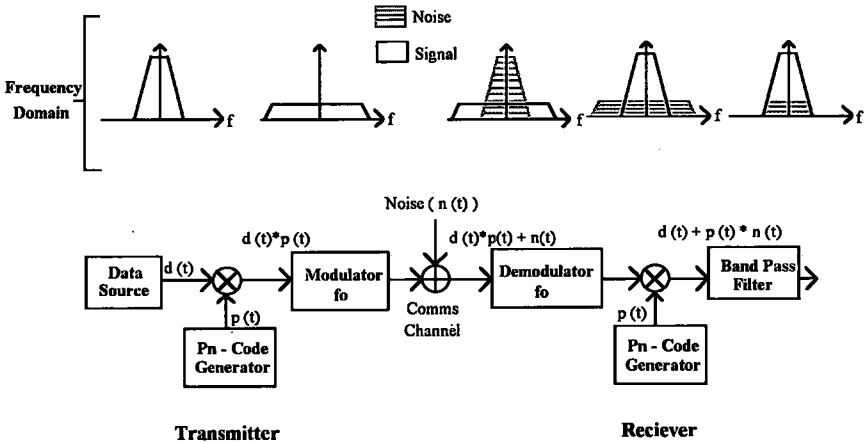 Noise
Signal
Frequency
Domain
f
f
f
f
f
Noise ( n (t) )
d (t)*p (t)
d (t)*p(t) + n(t)
d (t) + p (t) * n (t)
Data
Source
d (t)
Modulator
fo
Demodulator
fo
Band Pass
Filter
Comms
Channel
p (t)
p (t)
Pn - Code
Generator
Pn - Code
Generator
Transmitter
Reciever